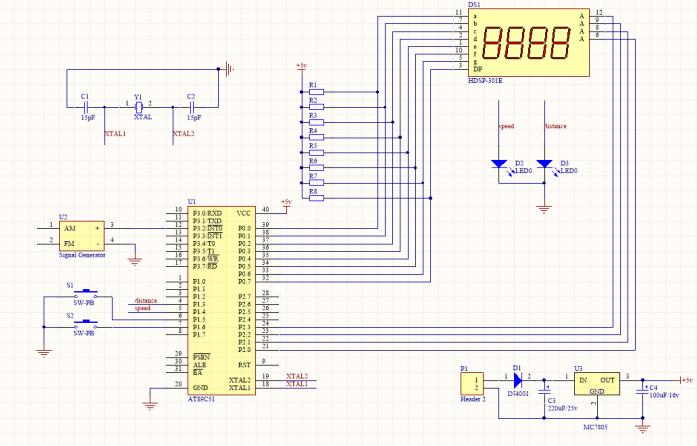 DS1
11 a A 12
7 b A 9
4 c A 8
2 d A 6
1 e
10 f
5 g
3 DP
HDSP-301E
+5v
R1
R2
R3
R4
R5
R6
R7
R8
C1
15pF
Y1
1 2
XTAL
C2
15pF
XTAL1
XTAL2
speed
distance
D2
LED0
D3
LED0
+5v
U1
10 P3.0/RXD VCC 40
11 P3.1/TXD
12 P3.2/INT0 P0.0 39
13 P3.3/INT1 P0.1 38
14 P3.4/T0 P0.2 37
15 P3.5/T1 P0.3 36
16 P3.6/WR P0.4 35
17 P3.7/RD P0.5 34
P0.6 33
1 P1.0 P0.7 32
2 P1.1
3 P1.2 P2.7 28
4 P1.3 P2.6 27
5 P1.4 P2.5 26
6 P1.5 P2.4 25
7 P1.6 P2.3 24
8 P1.7 P2.2 23
P2.1 22
P2.0 21
29 PSEN
30 ALE RST 9
31 EA
XTAL2 19 XTAL2
20 GND XTAL1 18 XTAL1
AT89C51
U2
1 AM + 3
2 FM - 4
Signal Generator
S1
SW-PB
S2
SW-PB
distance
speed
P1
1
2
Header 2
D1
1 2
1N4001
C3
220uF/25v
U3
1 IN OUT 3
GND
2
MC7805
C4
100uF/16v
+5v